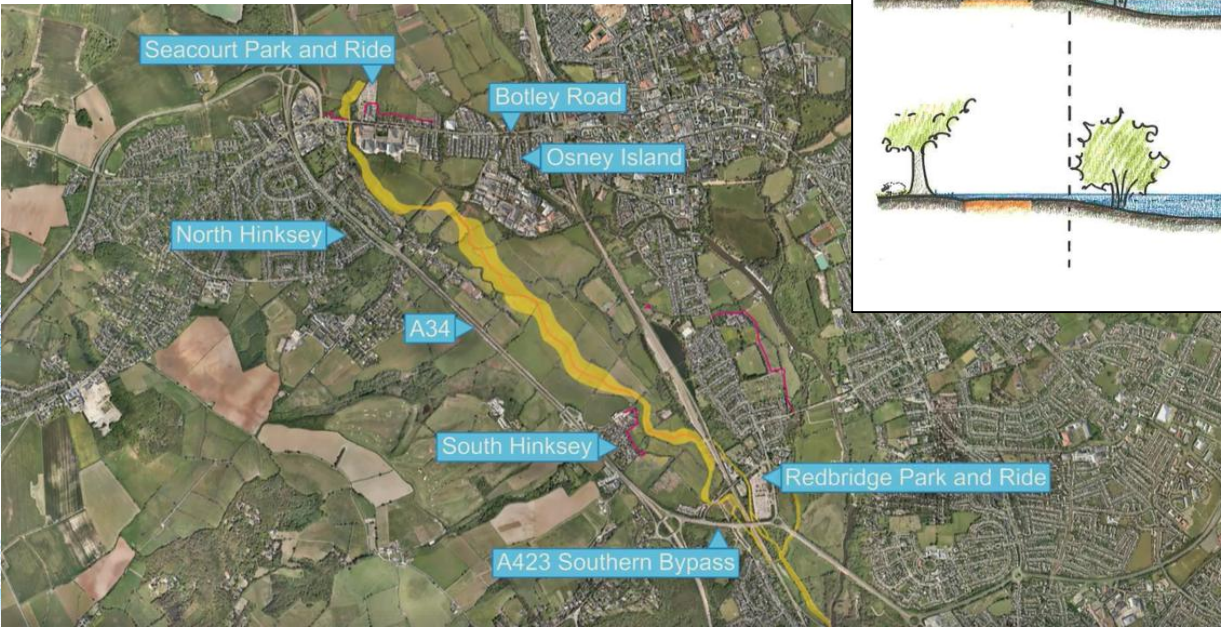 Seacourt Park and Ride
Botley Road
Osney Island
North Hinksey
A34
South Hinksey
Redbridge Park and Ride
A423 Southern Bypass